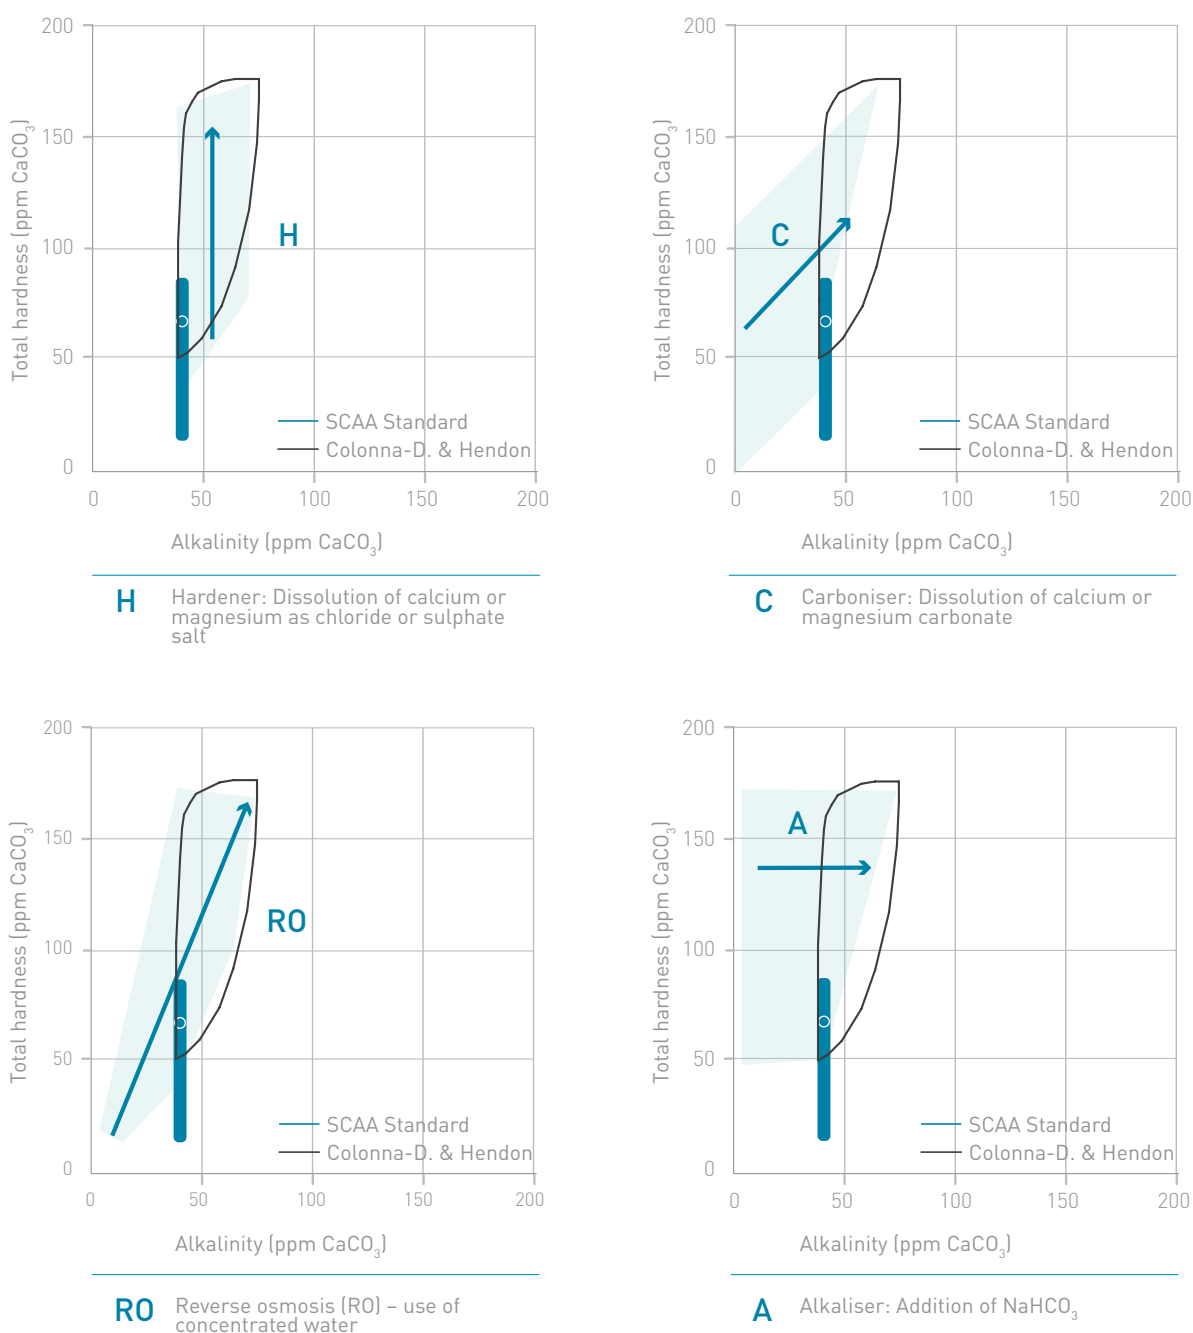 200
150
100
50
0
Total hardness (ppm CaCO₃)
H
SCAA Standard
Colonna-D. & Hendon
0 50 100 150 200
Alkalinity (ppm CaCO₃)
H Hardener: Dissolution of calcium or
magnesium as chloride or sulphate
salt
200
150
100
50
0
Total hardness (ppm CaCO₃)
C
SCAA Standard
Colonna-D. & Hendon
0 50 100 150 200
Alkalinity (ppm CaCO₃)
C Carboniser: Dissolution of calcium or
magnesium carbonate
200
150
100
50
0
Total hardness (ppm CaCO₃)
RO
SCAA Standard
Colonna-D. & Hendon
0 50 100 150 200
Alkalinity (ppm CaCO₃)
RO Reverse osmosis (RO) – use of
concentrated water
200
150
100
50
0
Total hardness (ppm CaCO₃)
A
SCAA Standard
Colonna-D. & Hendon
0 50 100 150 200
Alkalinity (ppm CaCO₃)
A Alkaliser: Addition of NaHCO₃